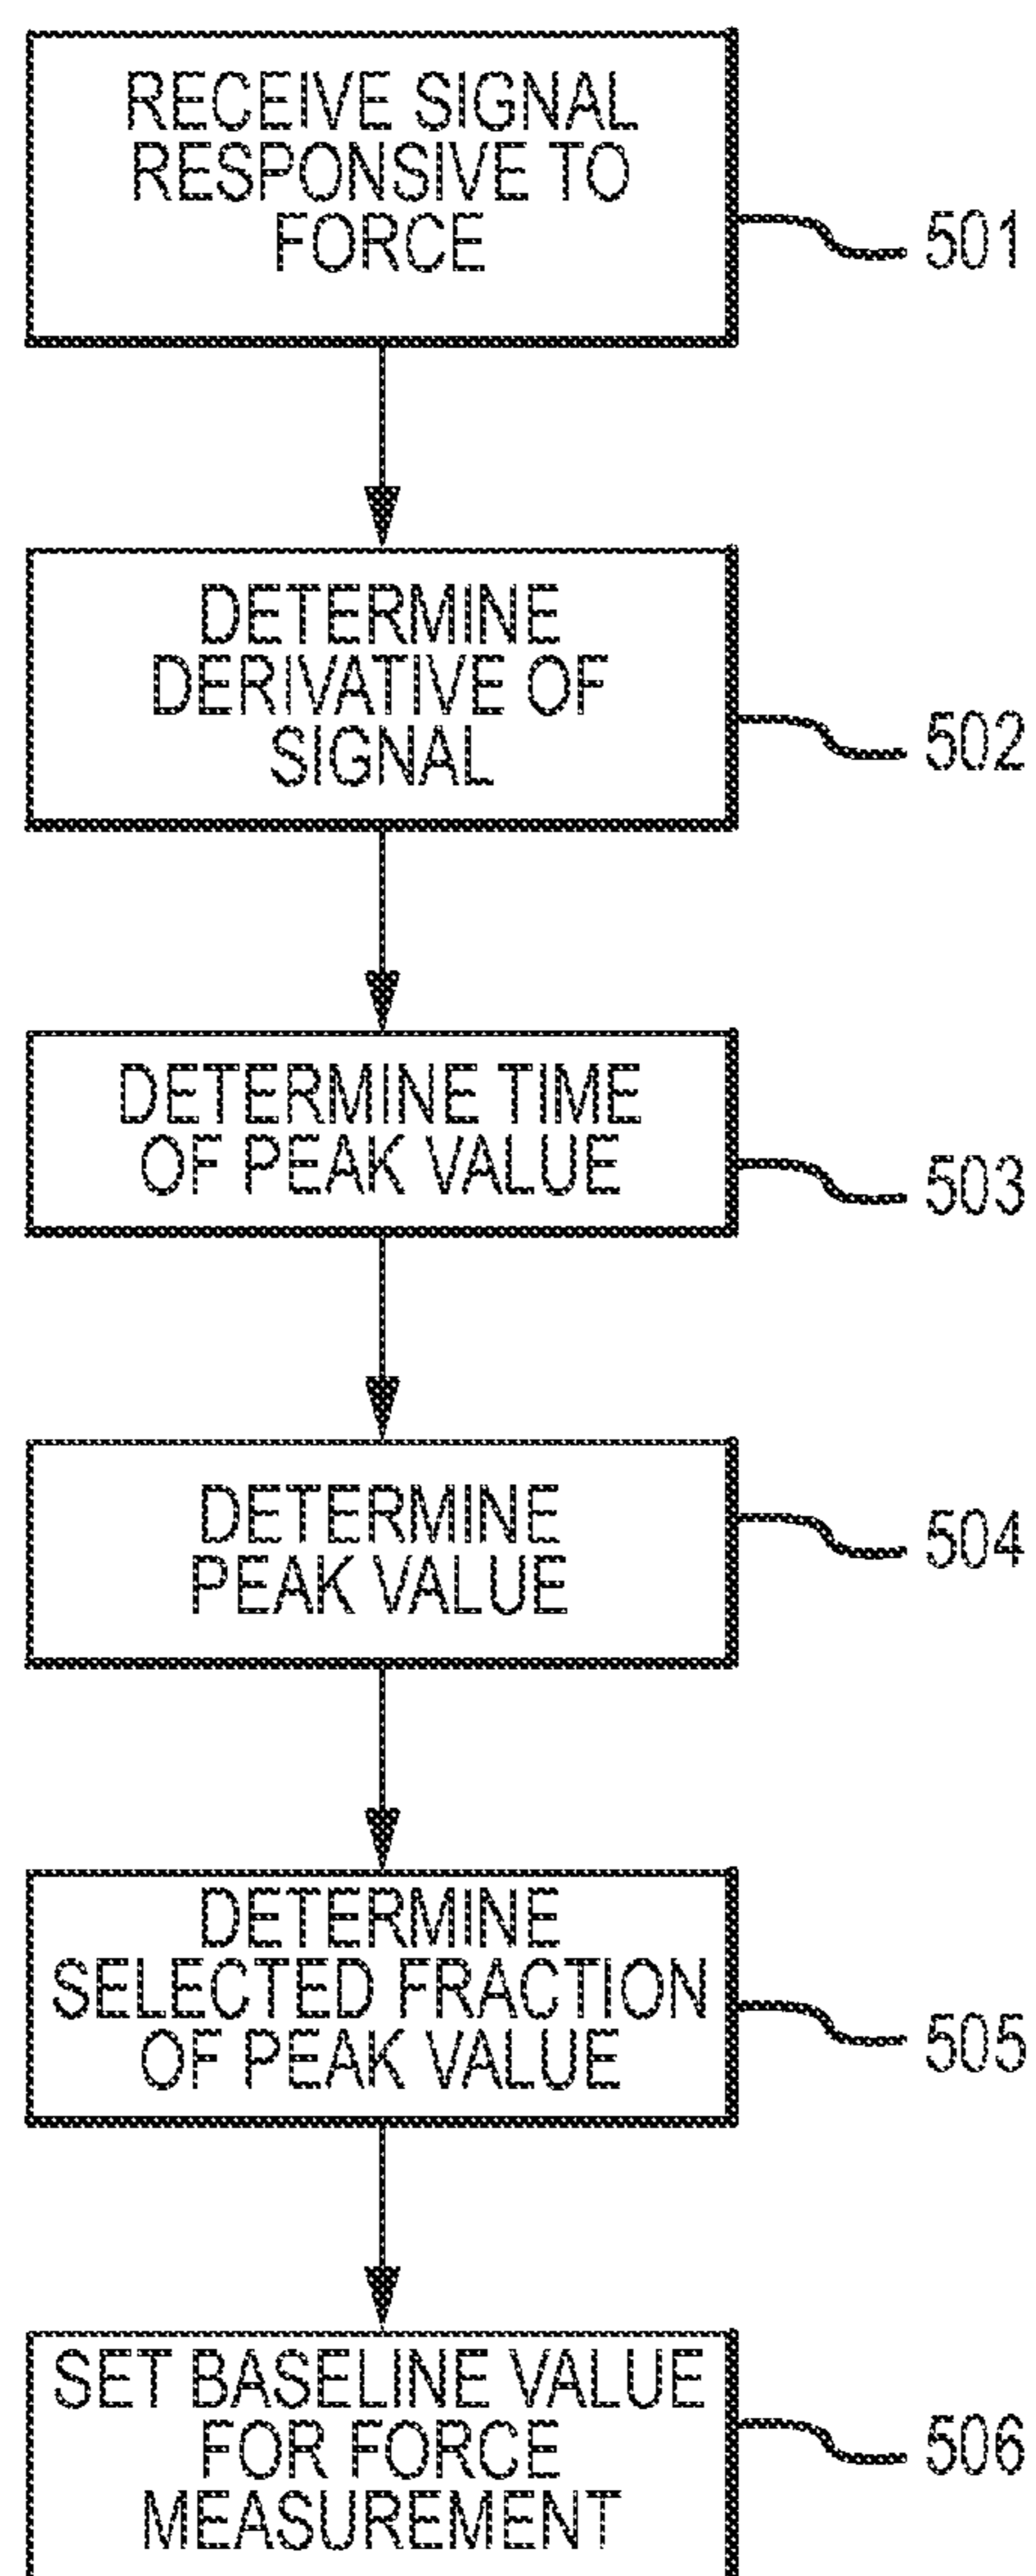 RECEIVE SIGNAL
RESPONSIVE TO
FORCE
501
DETERMINE
DERIVATIVE OF
SIGNAL
502
DETERMINE TIME
OF PEAK VALUE
503
DETERMINE
PEAK VALUE
504
DETERMINE
SELECTED FRACTION
OF PEAK VALUE
505
SET BASELINE VALUE
FOR FORCE
MEASUREMENT
506